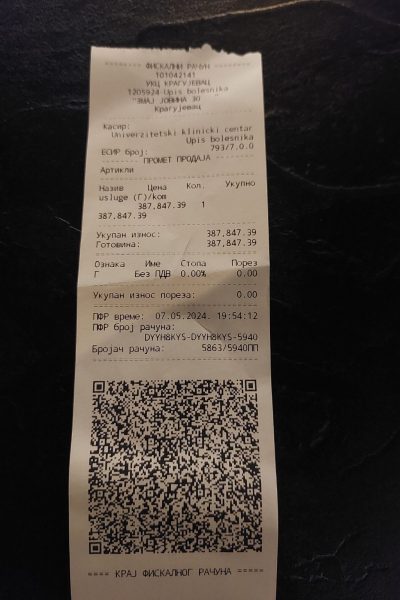 ======== ФИСКАЛНИ РАЧУН ========
101042141
УКЦ КРАГУЈЕВАЦ
1205924-Upis bolesnika
"ЗМАЈ ЈОВИНА 30
Крагујевац
Касир:
Univerzitetski klinicki centar
Upis bolesnika
ЕСИР број: 793/7.0.0
-------- ПРОМЕТ ПРОДАЈА --------
Артикли
Назив Цена Кол. Укупно
usluge (Г)/kom
387,847.39 1
387,847.39
Укупан износ: 387,847.39
Готовина: 387,847.39
Ознака Име Стопа Порез
Г Без ПДВ 0.00% 0.00
Укупан износ пореза: 0.00
ПФР време: 07.05.2024. 19:54:12
ПФР број рачуна:
DYYH8KYS-DYYH8KYS-5940
Бројач рачуна: 5863/5940ПП
==== КРАЈ ФИСКАЛНОГ РАЧУНА =====